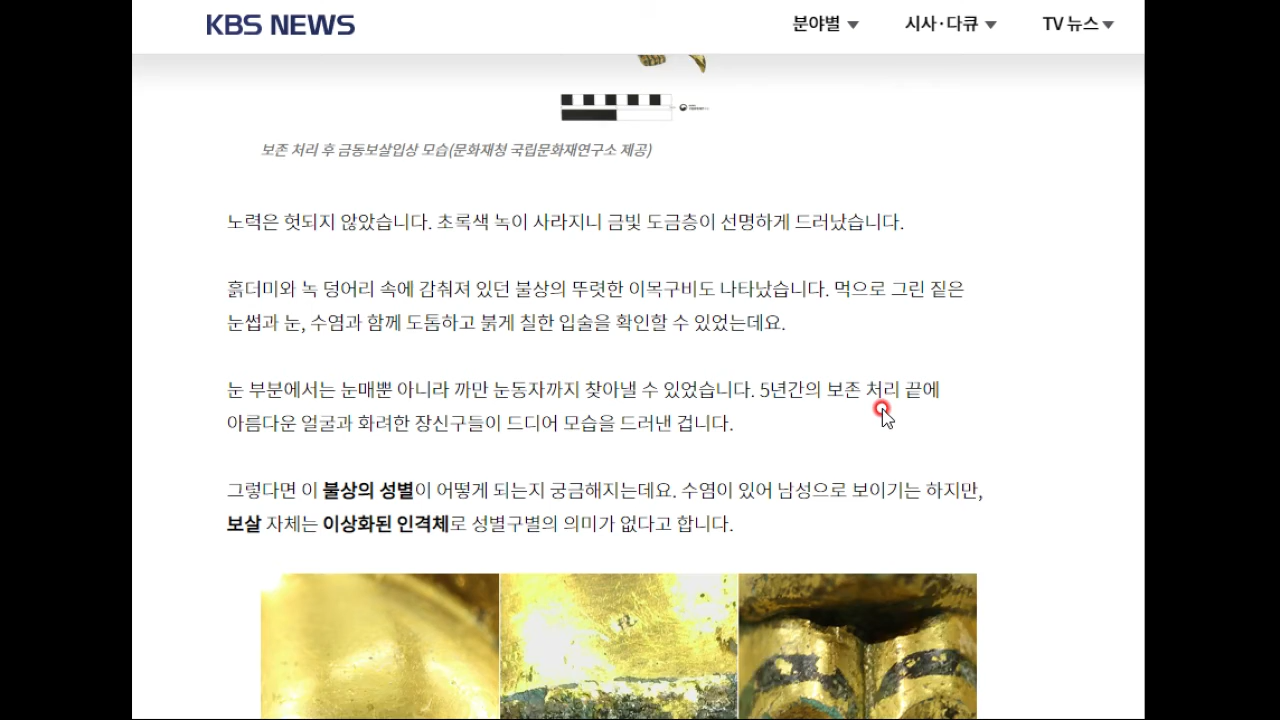 KBS NEWS
분야별
시사·다큐
TV 뉴스
보존 처리 후 금동보살입상 모습(문화재청 국립문화재연구소 제공)
노력은 헛되지 않았습니다. 초록색 녹이 사라지니 금빛 도금층이 선명하게 드러났습니다.
흙더미와 녹 덩어리 속에 감춰져 있던 불상의 뚜렷한 이목구비도 나타났습니다. 먹으로 그린 짙은
눈썹과 눈, 수염과 함께 도톰하고 붉게 칠한 입술을 확인할 수 있었는데요.
눈 부분에서는 눈매뿐 아니라 까만 눈동자까지 찾아낼 수 있었습니다. 5년간의 보존 처리 끝에
아름다운 얼굴과 화려한 장신구들이 드디어 모습을 드러낸 겁니다.
그렇다면 이 불상의 성별이 어떻게 되는지 궁금해지는데요. 수염이 있어 남성으로 보이기는 하지만,
보살 자체는 이상화된 인격체로 성별구별의 의미가 없다고 합니다.